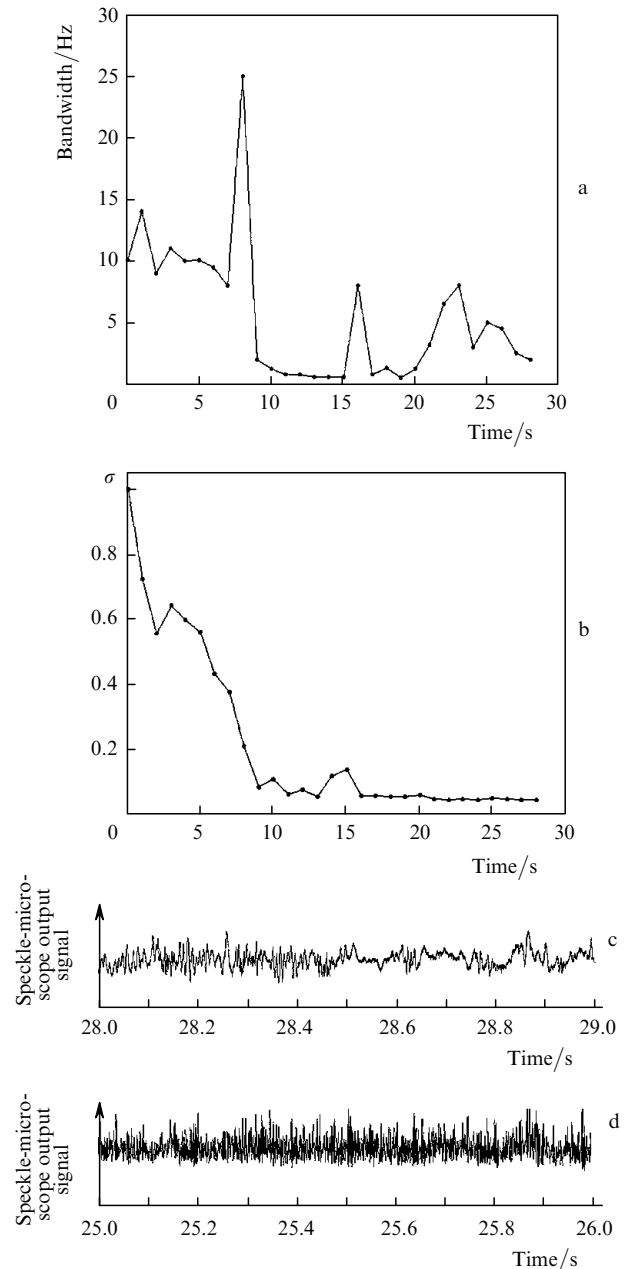 Bandwidth/Hz
30
25
20
15
10
5
0
5
10
15
20
25
30
Time/s
a
σ
0.8
0.6
0.4
0.2
0
5
10
15
20
25
30
Time/s
b
Speckle-micro-
scope output
signal
c
28.0
28.2
28.4
28.6
28.8
29.0
Time/s
Speckle-micro-
scope output
signal
d
25.0
25.2
25.4
25.6
25.8
26.0
Time/s